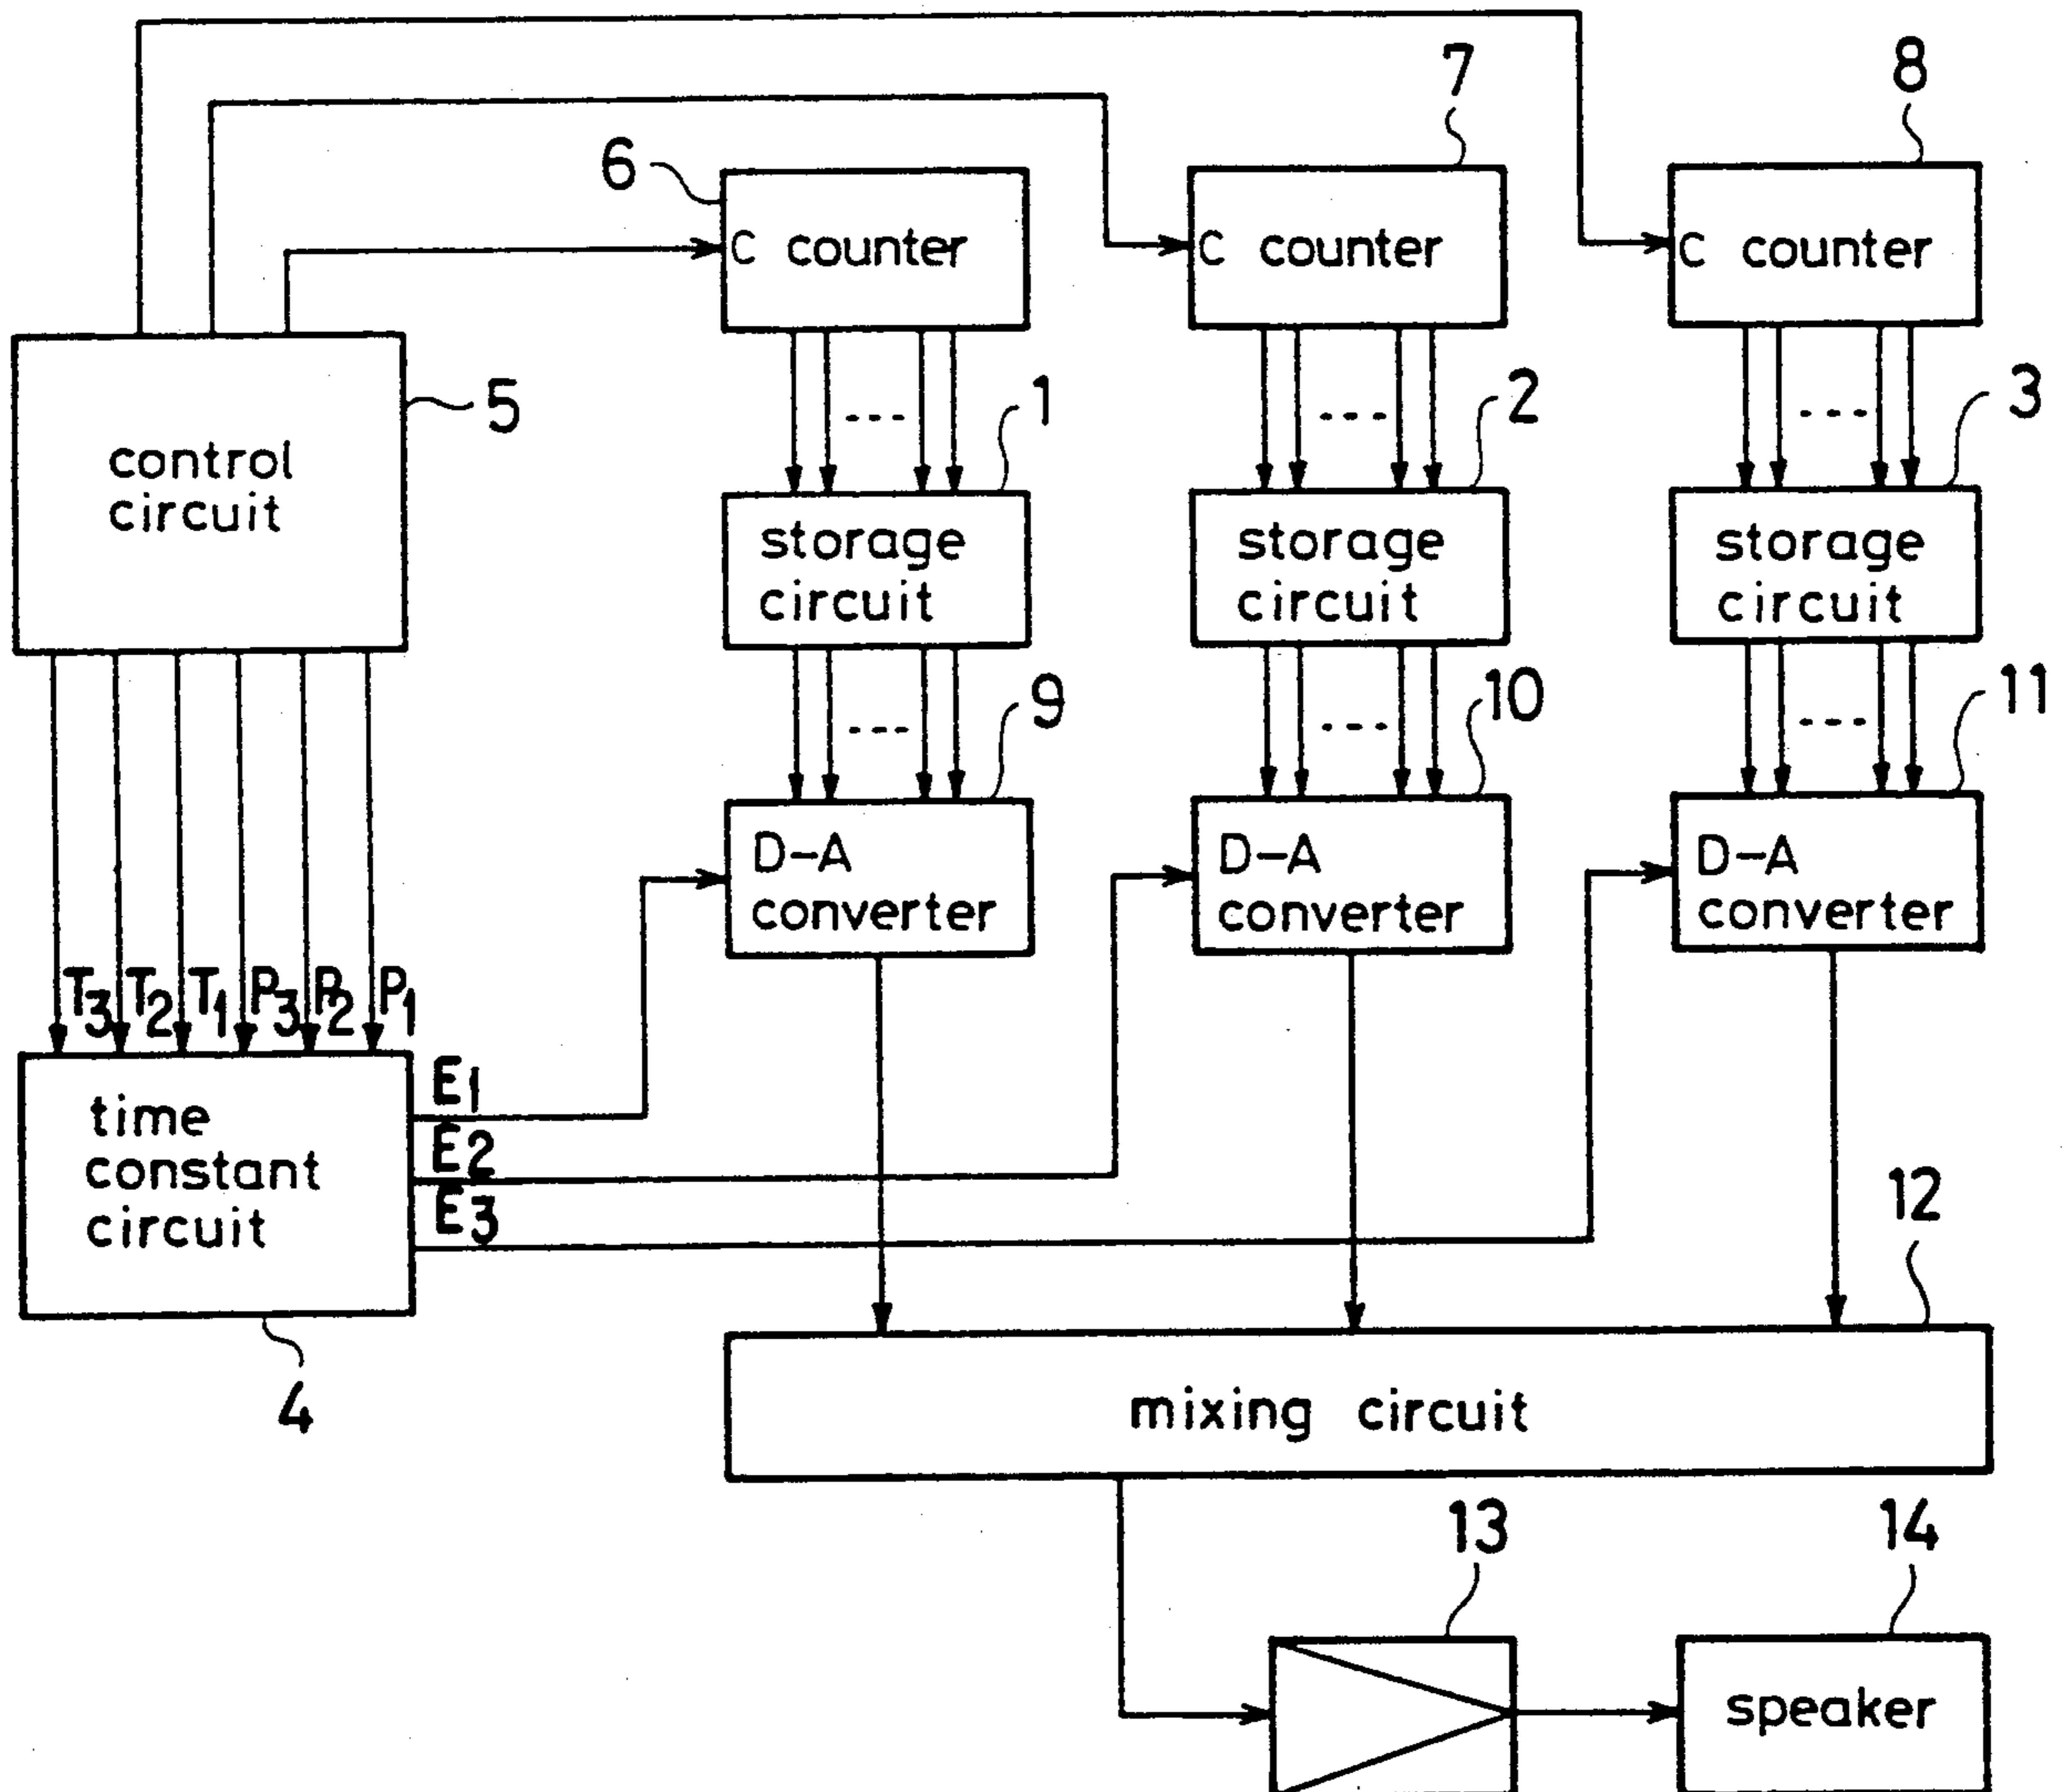 7
8
6
C counter
C counter
C counter
5
1
2
3
control
circuit
storage
circuit
storage
circuit
storage
circuit
9
10
11
D-A
converter
D-A
converter
D-A
converter
T3 T2 T1 P3 P2 P1
E1
E2
E3
time
constant
circuit
12
4
mixing circuit
13
14
speaker